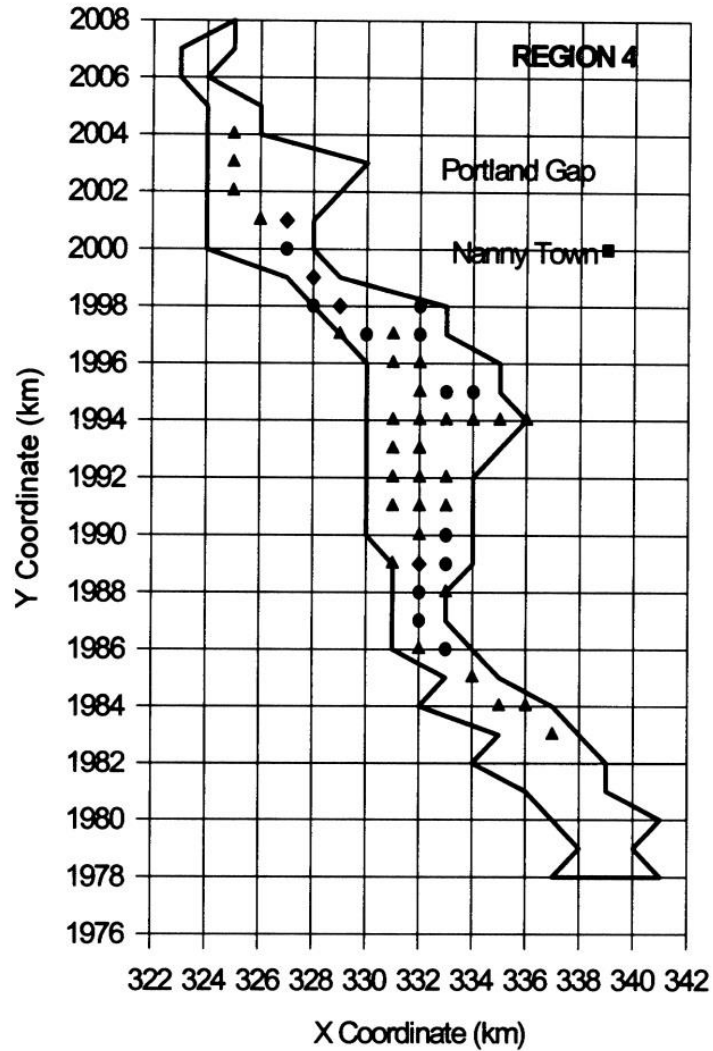 2008
REGION 4
2006
2004
Portland Gap
2002
2000
Nanny Town
1998
1996
1994
1992
1990
1988
1986
1984
1982
1980
1978
1976
322 324 326 328 330 332 334 336 338 340 342
Y Coordinate (km)
X Coordinate (km)